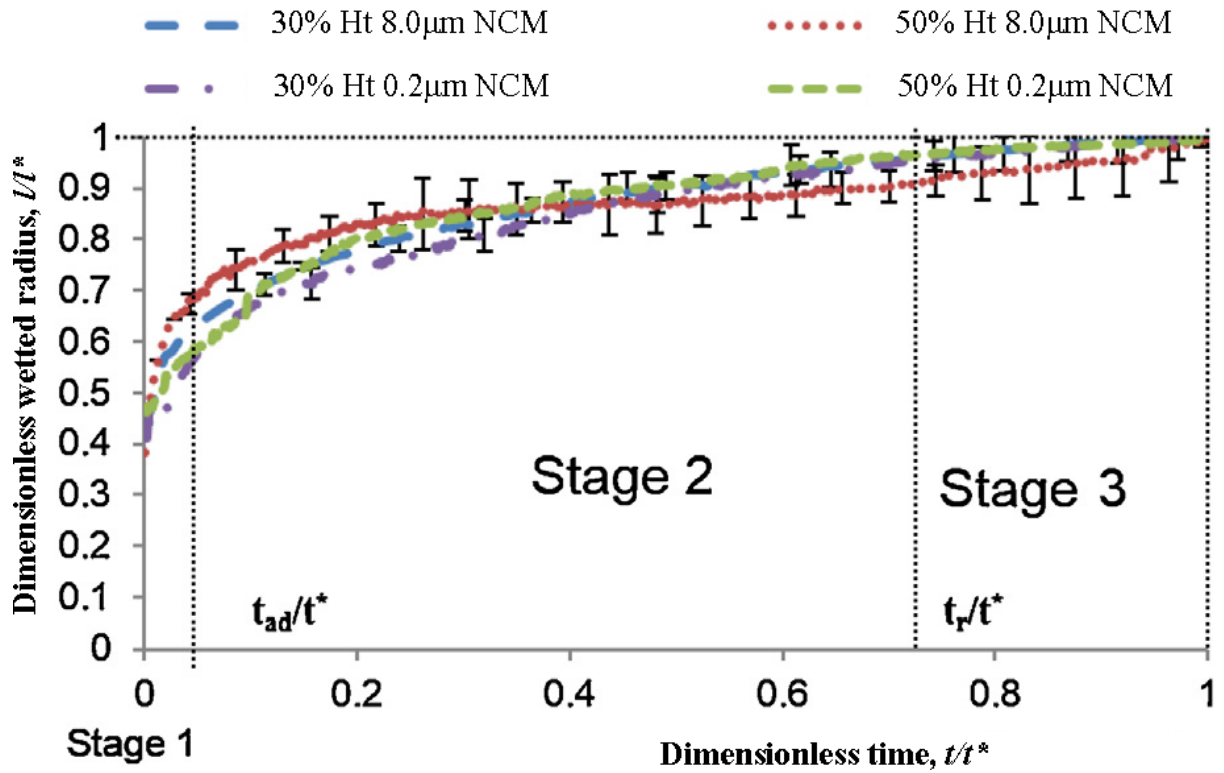 30% Ht 8.0μm NCM
50% Ht 8.0μm NCM
30% Ht 0.2μm NCM
50% Ht 0.2μm NCM
Dimensionless wetted radius, l/l*
1
0.9
0.8
0.7
0.6
0.5
0.4
0.3
0.2
0.1
0
Stage 2
Stage 3
t_ad/t*
t_r/t*
0
0.2
0.4
0.6
0.8
1
Stage 1
Dimensionless time, t/t*